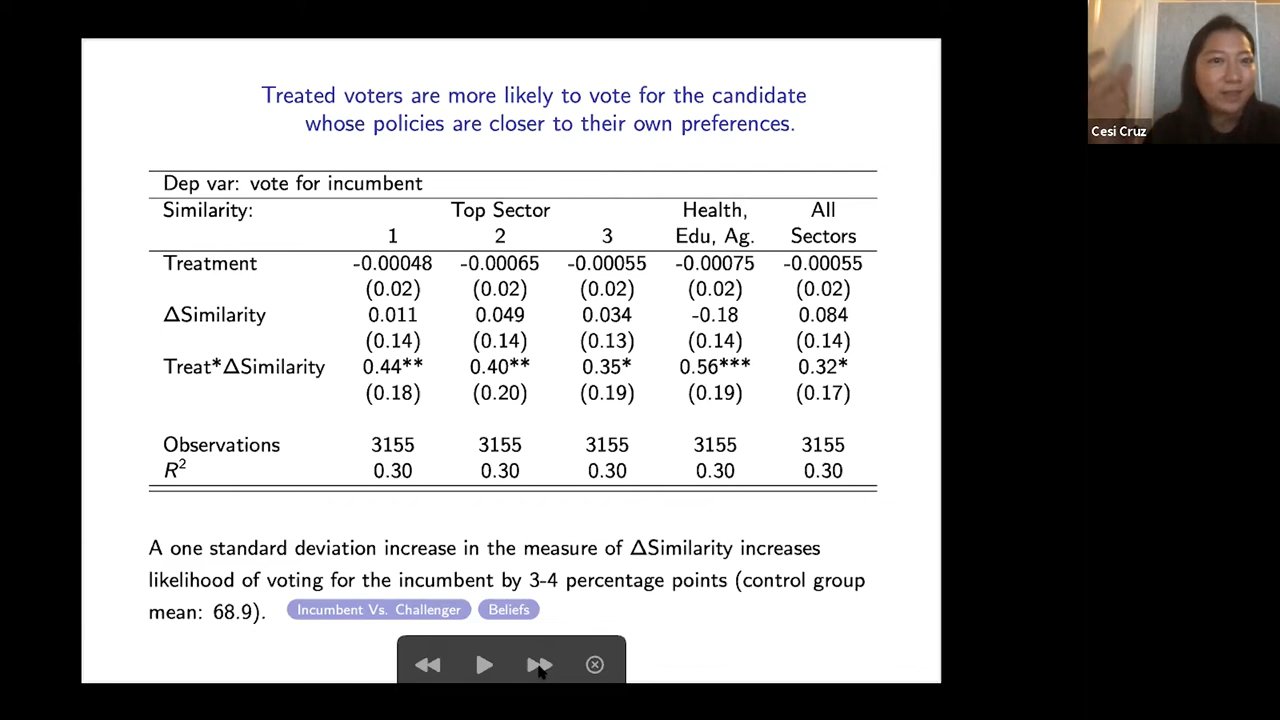 Treated voters are more likely to vote for the candidate
whose policies are closer to their own preferences.
Dep var: vote for incumbent
Similarity: Top Sector Health, All
1 2 3 Edu, Ag. Sectors
Treatment -0.00048 -0.00065 -0.00055 -0.00075 -0.00055
(0.02) (0.02) (0.02) (0.02) (0.02)
ΔSimilarity 0.011 0.049 0.034 -0.18 0.084
(0.14) (0.14) (0.13) (0.14) (0.14)
Treat*ΔSimilarity 0.44** 0.40** 0.35* 0.56*** 0.32*
(0.18) (0.20) (0.19) (0.19) (0.17)
Observations 3155 3155 3155 3155 3155
R² 0.30 0.30 0.30 0.30 0.30
A one standard deviation increase in the measure of ΔSimilarity increases
likelihood of voting for the incumbent by 3-4 percentage points (control group
mean: 68.9). Incumbent Vs. Challenger Beliefs
Cesi Cruz